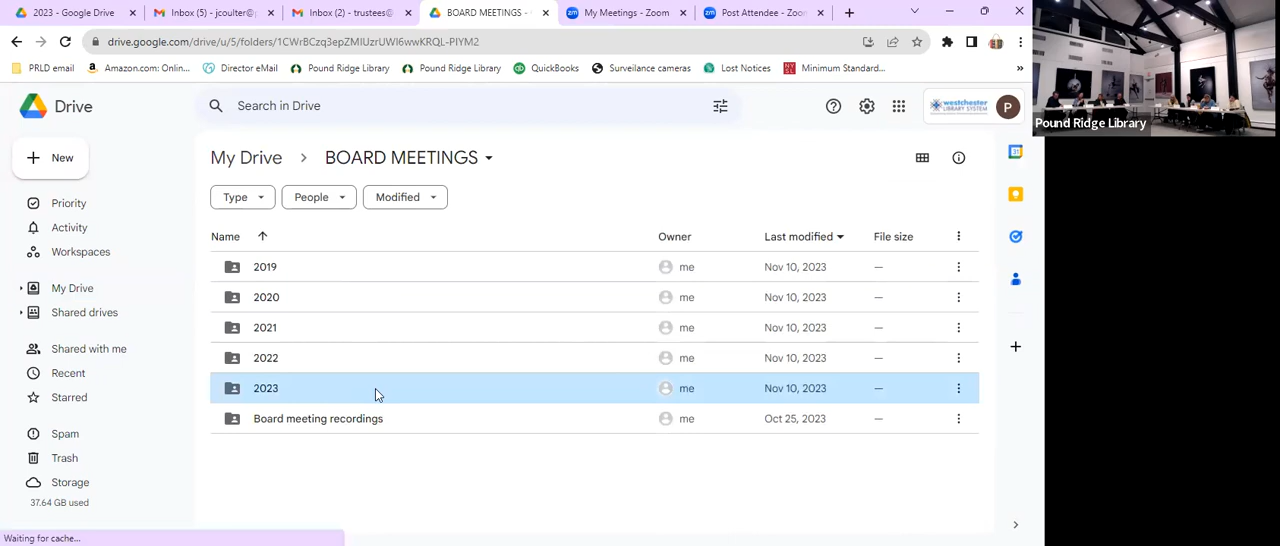 2023 - Google Drive
Inbox (5) - jcoulter@
Inbox (2) - trustees@
BOARD MEETINGS -
My Meetings - Zoom
Post Attendee - Zoom
drive.google.com/drive/u/5/folders/1CWrBCzq3epZMIUzrUWI6wwKRQL-PIYM2
PRLD email
Amazon.com: Onlin...
Director eMail
Pound Ridge Library
Pound Ridge Library
QuickBooks
Surveilance cameras
Lost Notices
Minimum Standard...
»
Drive
Search in Drive
westchester
LIBRARY SYSTEM
P
Pound Ridge Library
New
My Drive
BOARD MEETINGS
31
Type
People
Modified
Priority
Activity
Workspaces
My Drive
Shared drives
Shared with me
Recent
Starred
Spam
Trash
Storage
37.64 GB used
Name
Owner
Last modified
File size
2019 me Nov 10, 2023 —
2020 me Nov 10, 2023 —
2021 me Nov 10, 2023 —
2022 me Nov 10, 2023 —
2023 me Nov 10, 2023 —
Board meeting recordings me Oct 25, 2023 —
Waiting for cache...